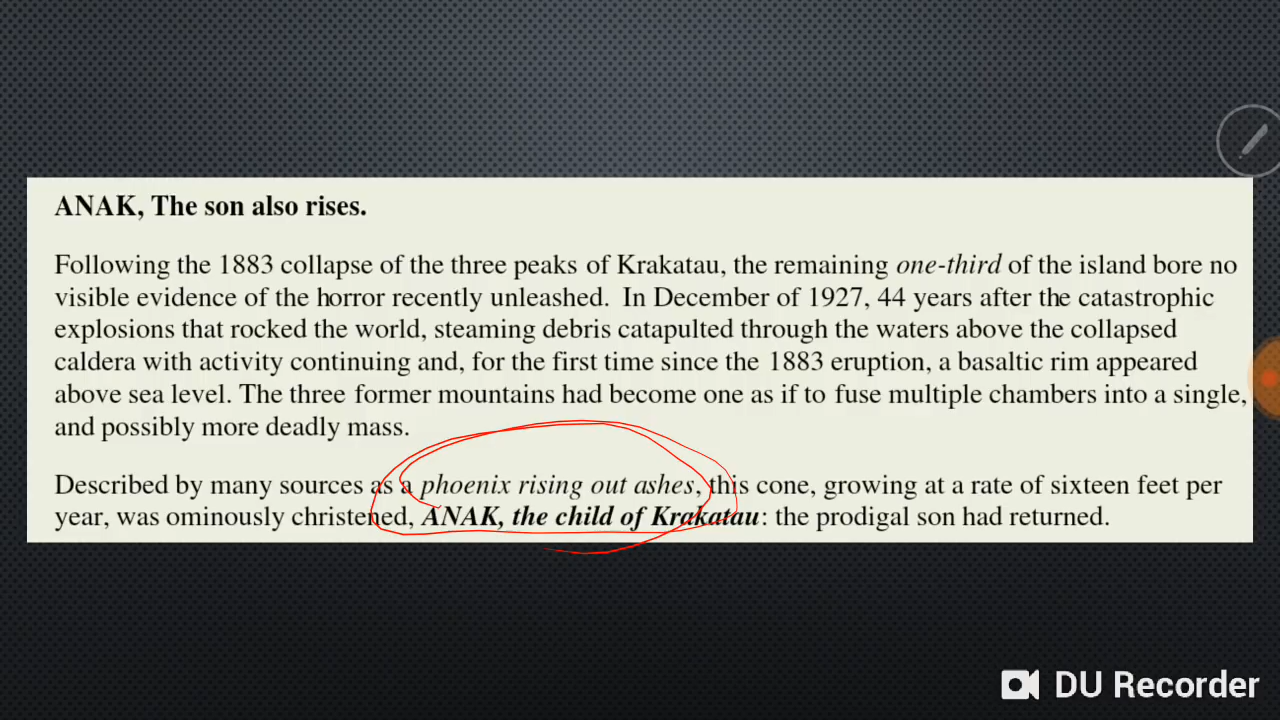 ANAK, The son also rises.
Following the 1883 collapse of the three peaks of Krakatau, the remaining one-third of the island bore no
visible evidence of the horror recently unleashed. In December of 1927, 44 years after the catastrophic
explosions that rocked the world, steaming debris catapulted through the waters above the collapsed
caldera with activity continuing and, for the first time since the 1883 eruption, a basaltic rim appeared
above sea level. The three former mountains had become one as if to fuse multiple chambers into a single,
and possibly more deadly mass.
Described by many sources as a phoenix rising out ashes, this cone, growing at a rate of sixteen feet per
year, was ominously christened, ANAK, the child of Krakatau: the prodigal son had returned.
DU Recorder